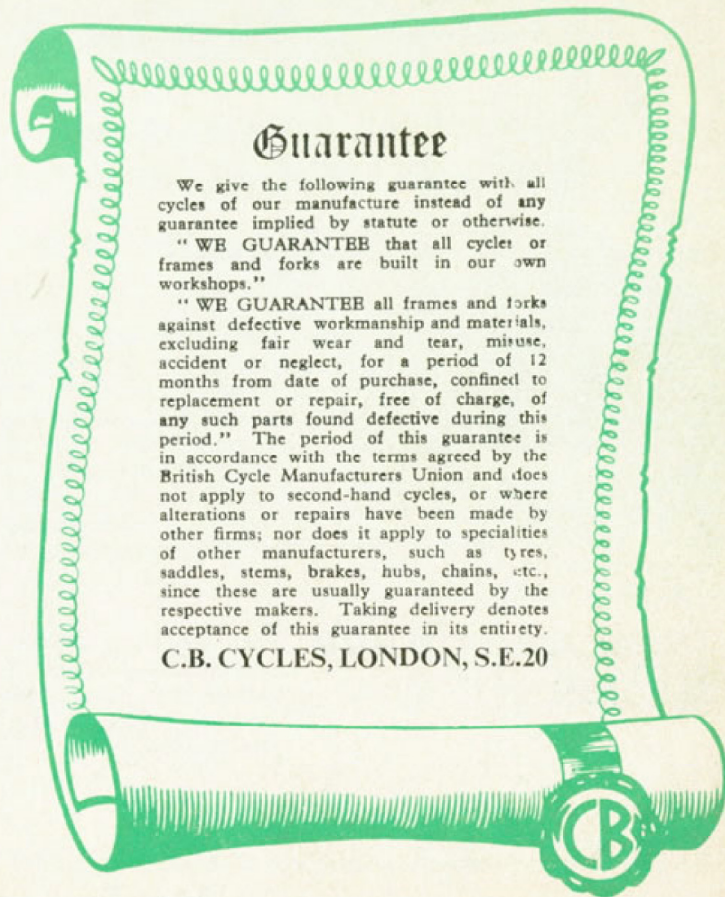 Guarantee
We give the following guarantee with all
cycles of our manufacture instead of any
guarantee implied by statute or otherwise.
" WE GUARANTEE that all cycles or
frames and forks are built in our own
workshops."
" WE GUARANTEE all frames and forks
against defective workmanship and materials,
excluding fair wear and tear, misuse,
accident or neglect, for a period of 12
months from date of purchase, confined to
replacement or repair, free of charge, of
any such parts found defective during this
period." The period of this guarantee is
in accordance with the terms agreed by the
British Cycle Manufacturers Union and does
not apply to second-hand cycles, or where
alterations or repairs have been made by
other firms; nor does it apply to specialities
of other manufacturers, such as tyres,
saddles, stems, brakes, hubs, chains, etc.,
since these are usually guaranteed by the
respective makers. Taking delivery denotes
acceptance of this guarantee in its entirety.
C.B. CYCLES, LONDON, S.E.20
CB